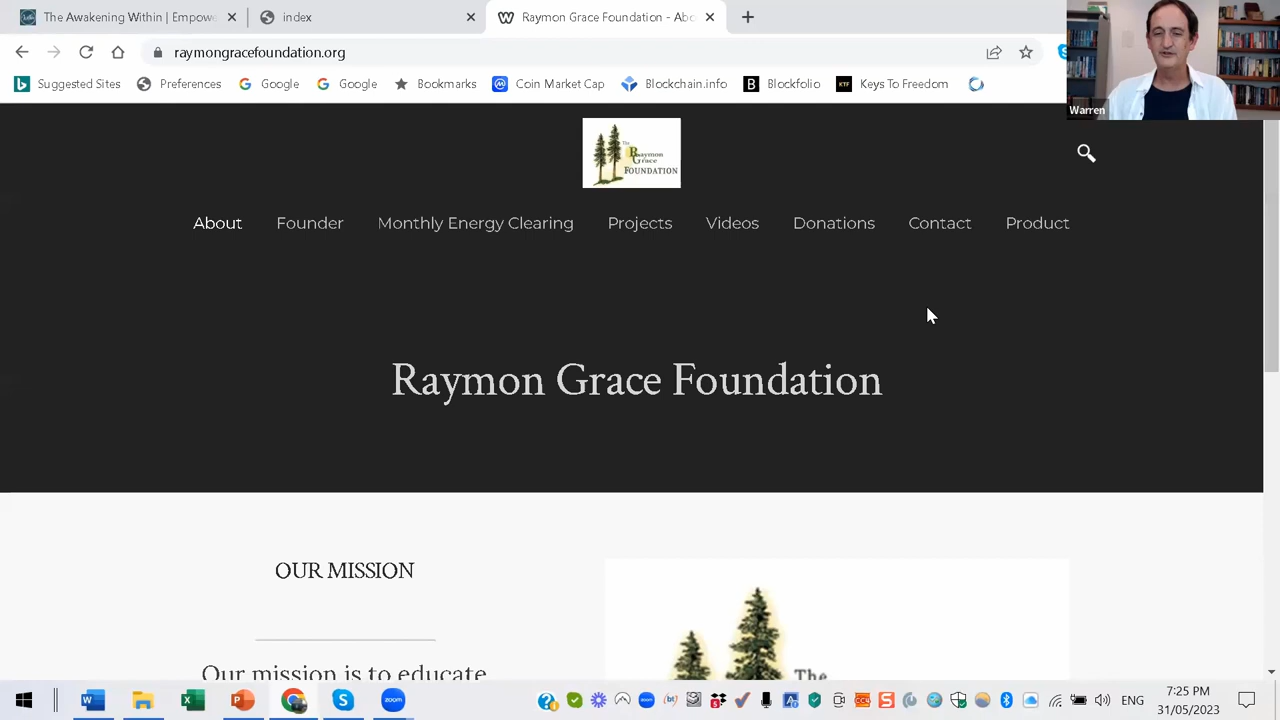 The Awakening Within | Empow
index
Raymon Grace Foundation - Abo
raymongracefoundation.org
Suggested Sites Preferences Google Google Bookmarks Coin Market Cap Blockchain.info Blockfolio Keys To Freedom
Warren
The
Raymon
Grace
FOUNDATION
About Founder Monthly Energy Clearing Projects Videos Donations Contact Product
Raymon Grace Foundation
OUR MISSION
Our mission is to educate
The
ENG
7:25 PM
31/05/2023